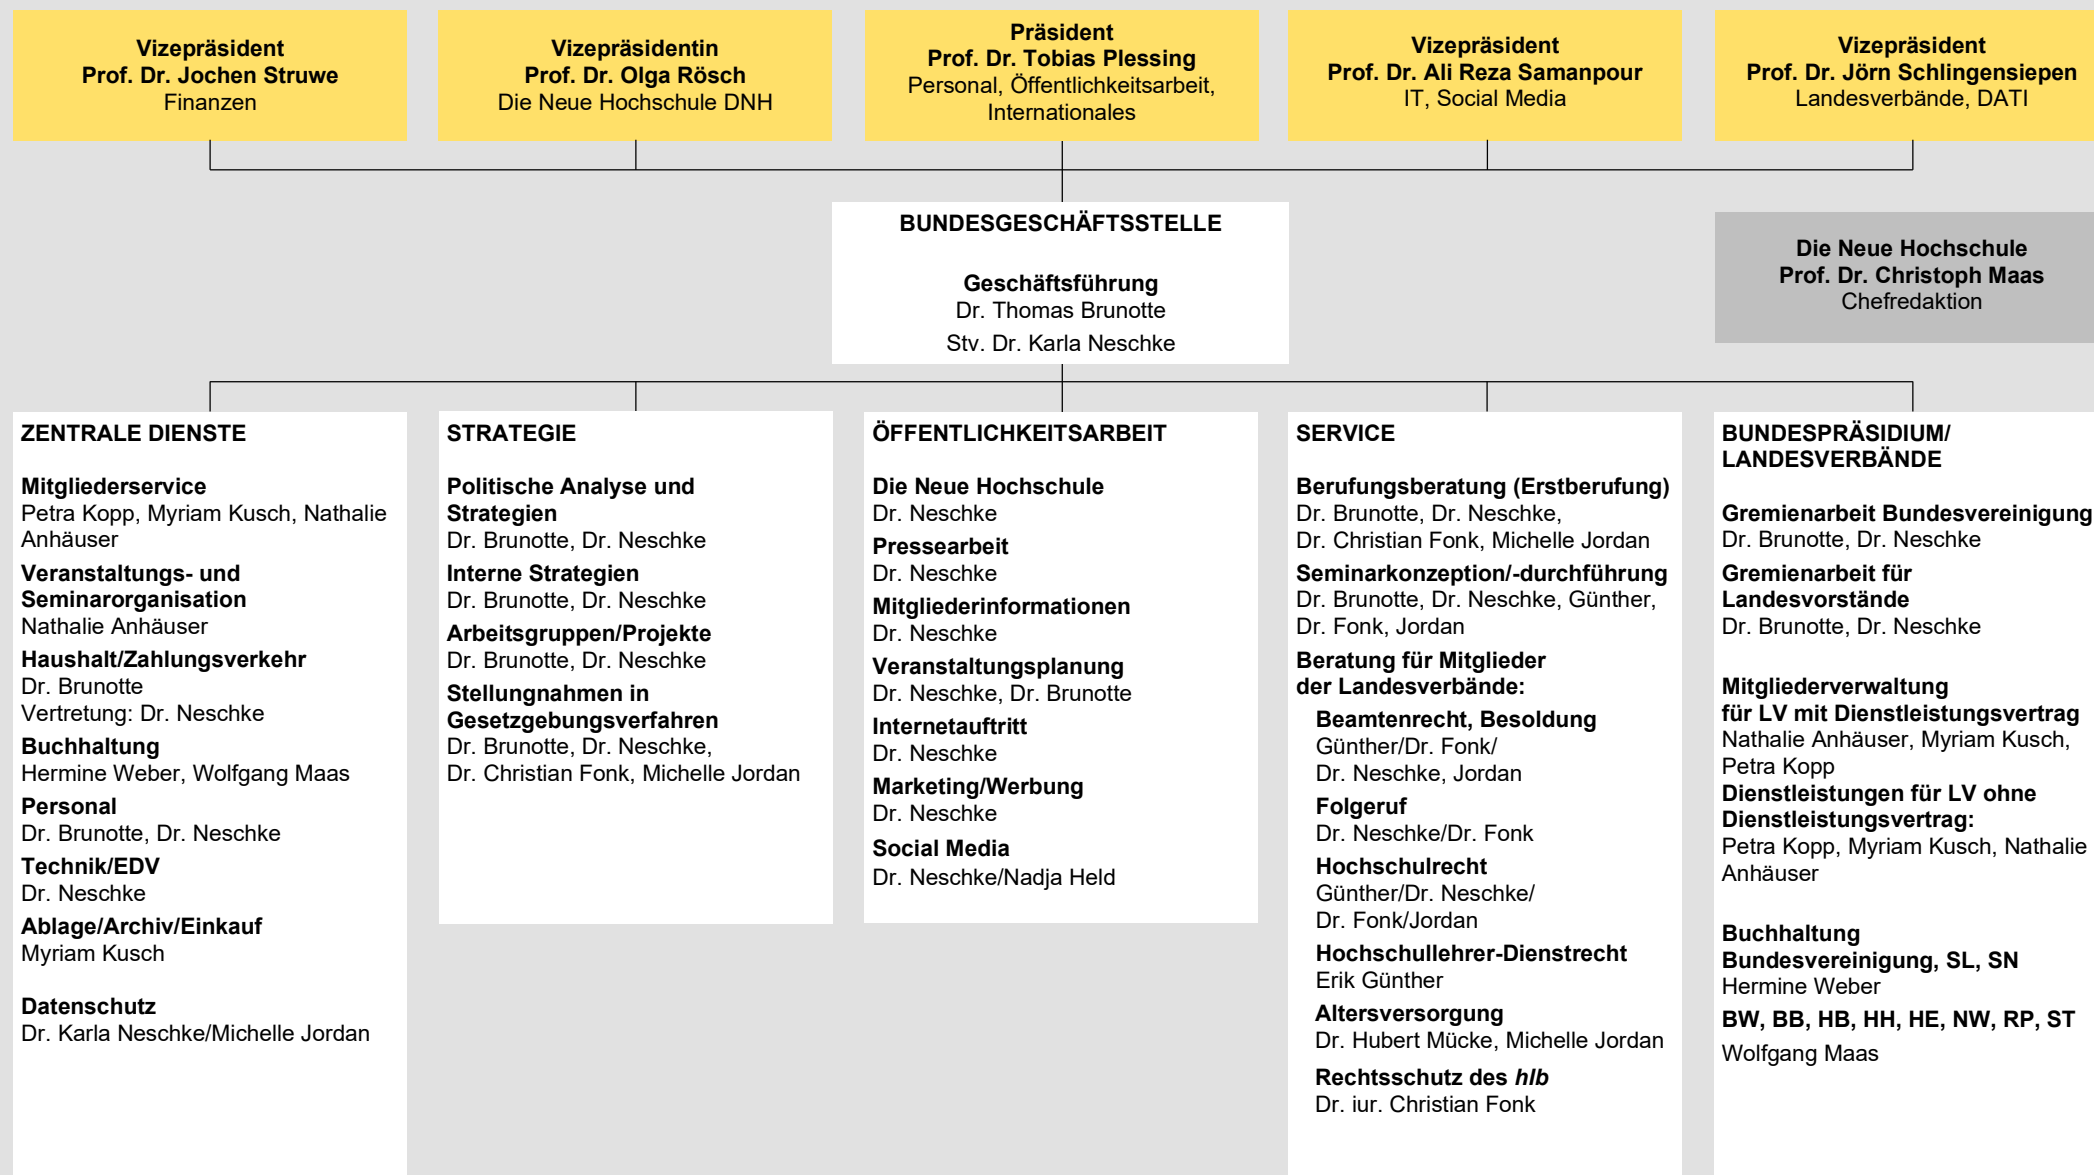 Vizepräsident
Prof. Dr. Jochen Struwe
Finanzen
Vizepräsidentin
Prof. Dr. Olga Rösch
Die Neue Hochschule DNH
Präsident
Prof. Dr. Tobias Plessing
Personal, Öffentlichkeitsarbeit,
Internationales
Vizepräsident
Prof. Dr. Ali Reza Samanpour
IT, Social Media
Vizepräsident
Prof. Dr. Jörn Schlingensiepen
Landesverbände, DATI
BUNDESGESCHÄFTSSTELLE
Geschäftsführung
Dr. Thomas Brunotte
Stv. Dr. Karla Neschke
Die Neue Hochschule
Prof. Dr. Christoph Maas
Chefredaktion
ZENTRALE DIENSTE
Mitgliederservice
Petra Kopp, Myriam Kusch, Nathalie
Anhäuser
Veranstaltungs- und
Seminarorganisation
Nathalie Anhäuser
Haushalt/Zahlungsverkehr
Dr. Brunotte
Vertretung: Dr. Neschke
Buchhaltung
Hermine Weber, Wolfgang Maas
Personal
Dr. Brunotte, Dr. Neschke
Technik/EDV
Dr. Neschke
Ablage/Archiv/Einkauf
Myriam Kusch
Datenschutz
Dr. Karla Neschke/Michelle Jordan
STRATEGIE
Politische Analyse und
Strategien
Dr. Brunotte, Dr. Neschke
Interne Strategien
Dr. Brunotte, Dr. Neschke
Arbeitsgruppen/Projekte
Dr. Brunotte, Dr. Neschke
Stellungnahmen in
Gesetzgebungsverfahren
Dr. Brunotte, Dr. Neschke,
Dr. Christian Fonk, Michelle Jordan
ÖFFENTLICHKEITSARBEIT
Die Neue Hochschule
Dr. Neschke
Pressearbeit
Dr. Neschke
Mitgliederinformationen
Dr. Neschke
Veranstaltungsplanung
Dr. Neschke, Dr. Brunotte
Internetauftritt
Dr. Neschke
Marketing/Werbung
Dr. Neschke
Social Media
Dr. Neschke/Nadja Held
SERVICE
Berufungsberatung (Erstberufung)
Dr. Brunotte, Dr. Neschke,
Dr. Christian Fonk, Michelle Jordan
Seminarkonzeption/-durchführung
Dr. Brunotte, Dr. Neschke, Günther,
Dr. Fonk, Jordan
Beratung für Mitglieder
der Landesverbände:
Beamtenrecht, Besoldung
Günther/Dr. Fonk/
Dr. Neschke, Jordan
Folgeruf
Dr. Neschke/Dr. Fonk
Hochschulrecht
Günther/Dr. Neschke/
Dr. Fonk/Jordan
Hochschullehrer-Dienstrecht
Erik Günther
Altersversorgung
Dr. Hubert Mücke, Michelle Jordan
Rechtsschutz des hlb
Dr. iur. Christian Fonk
BUNDESPRÄSIDIUM/
LANDESVERBÄNDE
Gremienarbeit Bundesvereinigung
Dr. Brunotte, Dr. Neschke
Gremienarbeit für
Landesvorstände
Dr. Brunotte, Dr. Neschke
Mitgliederverwaltung
für LV mit Dienstleistungsvertrag
Nathalie Anhäuser, Myriam Kusch,
Petra Kopp
Dienstleistungen für LV ohne
Dienstleistungsvertrag:
Petra Kopp, Myriam Kusch, Nathalie
Anhäuser
Buchhaltung
Bundesvereinigung, SL, SN
Hermine Weber
BW, BB, HB, HH, HE, NW, RP, ST
Wolfgang Maas